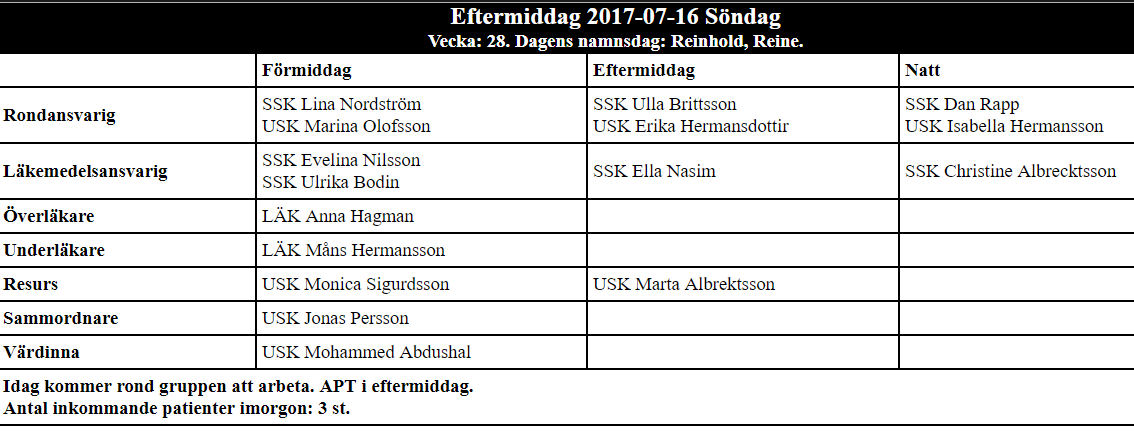 Eftermiddag 2017-07-16 Söndag
Vecka: 28. Dagens namnsdag: Reinhold, Reine.
Förmiddag Eftermiddag Natt
Rondansvarig
SSK Lina Nordström
USK Marina Olofsson
SSK Ulla Brittsson
USK Erika Hermansdottir
SSK Dan Rapp
USK Isabella Hermansson
Läkemedelsansvarig
SSK Evelina Nilsson
SSK Ulrika Bodin
SSK Ella Nasim
SSK Christine Albrecktsson
Överläkare LÄK Anna Hagman
Underläkare LÄK Måns Hermansson
Resurs USK Monica Sigurdsson USK Marta Albrektsson
Sammordnare USK Jonas Persson
Värdinna USK Mohammed Abdushal
Idag kommer rond gruppen att arbeta. APT i eftermiddag.
Antal inkommande patienter imorgon: 3 st.